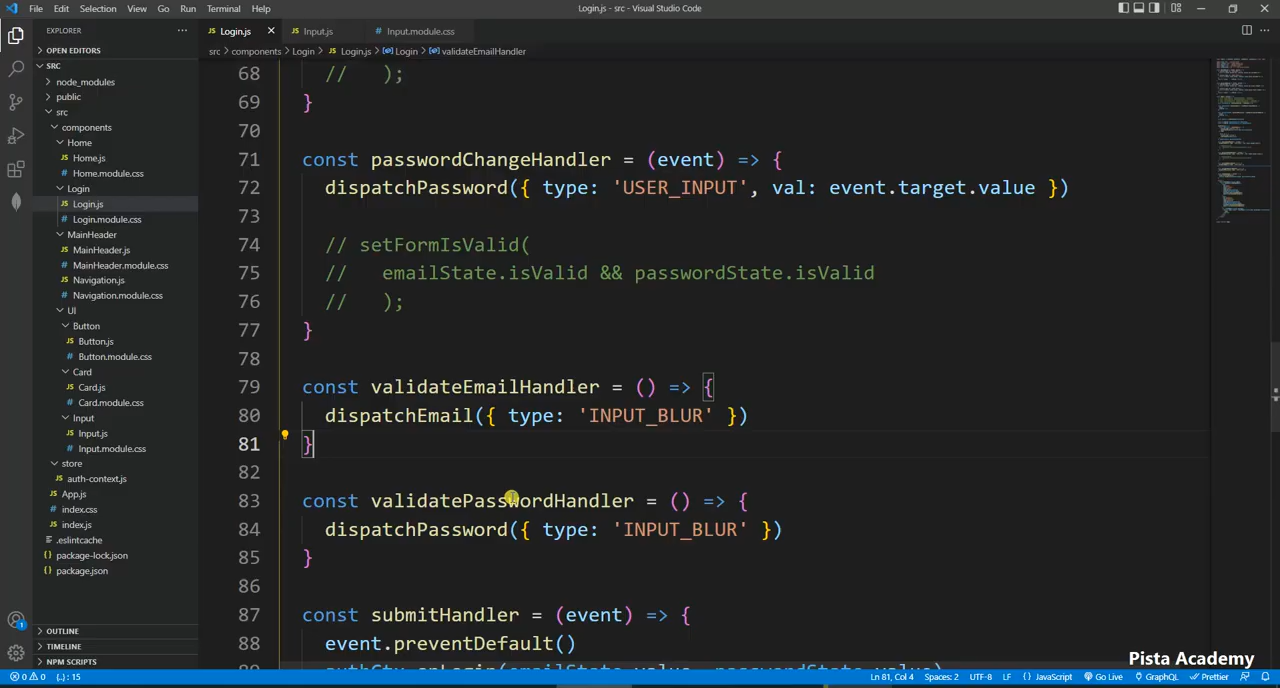 File Edit Selection View Go Run Terminal Help
Login.js - src - Visual Studio Code
EXPLORER
Login.js
Input.js
Input.module.css
OPEN EDITORS
src > components > Login > Login.js > Login > validateEmailHandler
SRC
node_modules
public
src
components
Home
Home.js
Home.module.css
Login
Login.js
Login.module.css
MainHeader
MainHeader.js
MainHeader.module.css
Navigation.js
Navigation.module.css
UI
Button
Button.js
Button.module.css
Card
Card.js
Card.module.css
Input
Input.js
Input.module.css
store
auth-context.js
App.js
index.css
index.js
.eslintcache
package-lock.json
package.json
OUTLINE
TIMELINE
NPM SCRIPTS
68 //   );
69 }
70
71 const passwordChangeHandler = (event) => {
72 dispatchPassword({ type: 'USER_INPUT', val: event.target.value })
73
74 // setFormIsValid(
75 //   emailState.isValid && passwordState.isValid
76 //   );
77 }
78
79 const validateEmailHandler = () => {
80 dispatchEmail({ type: 'INPUT_BLUR' })
81 }
82
83 const validatePasswordHandler = () => {
84 dispatchPassword({ type: 'INPUT_BLUR' })
85 }
86
87 const submitHandler = (event) => {
88 event.preventDefault()
Pista Academy
0 0 (..) : 15
Ln 81, Col 4 Spaces: 2 UTF-8 LF {} JavaScript Go Live GraphQL Prettier